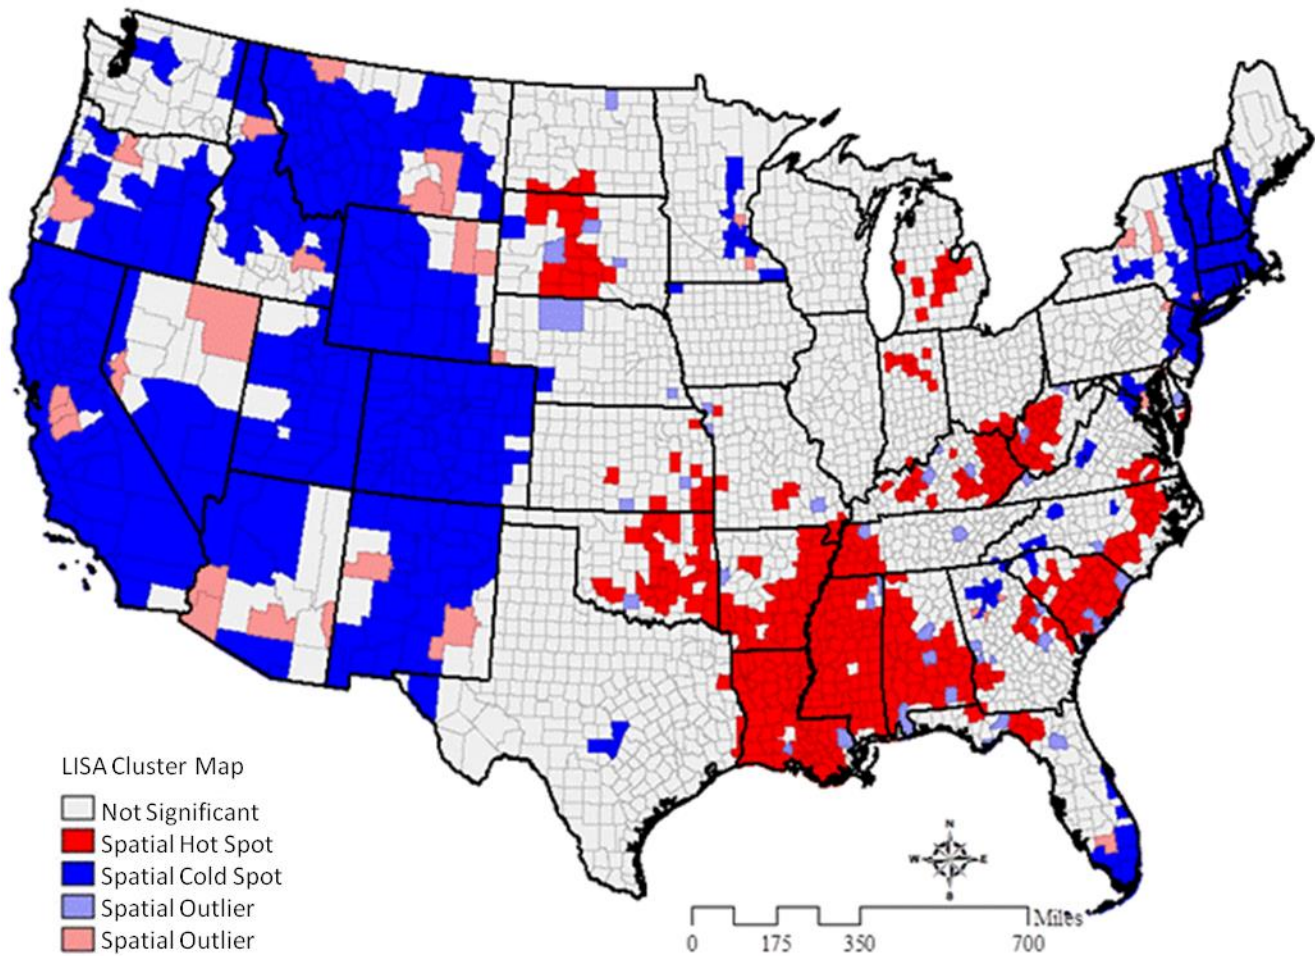 LISA Cluster Map
Not Significant
Spatial Hot Spot
Spatial Cold Spot
Spatial Outlier
Spatial Outlier
N
W E
S
Miles
0 175 350 700